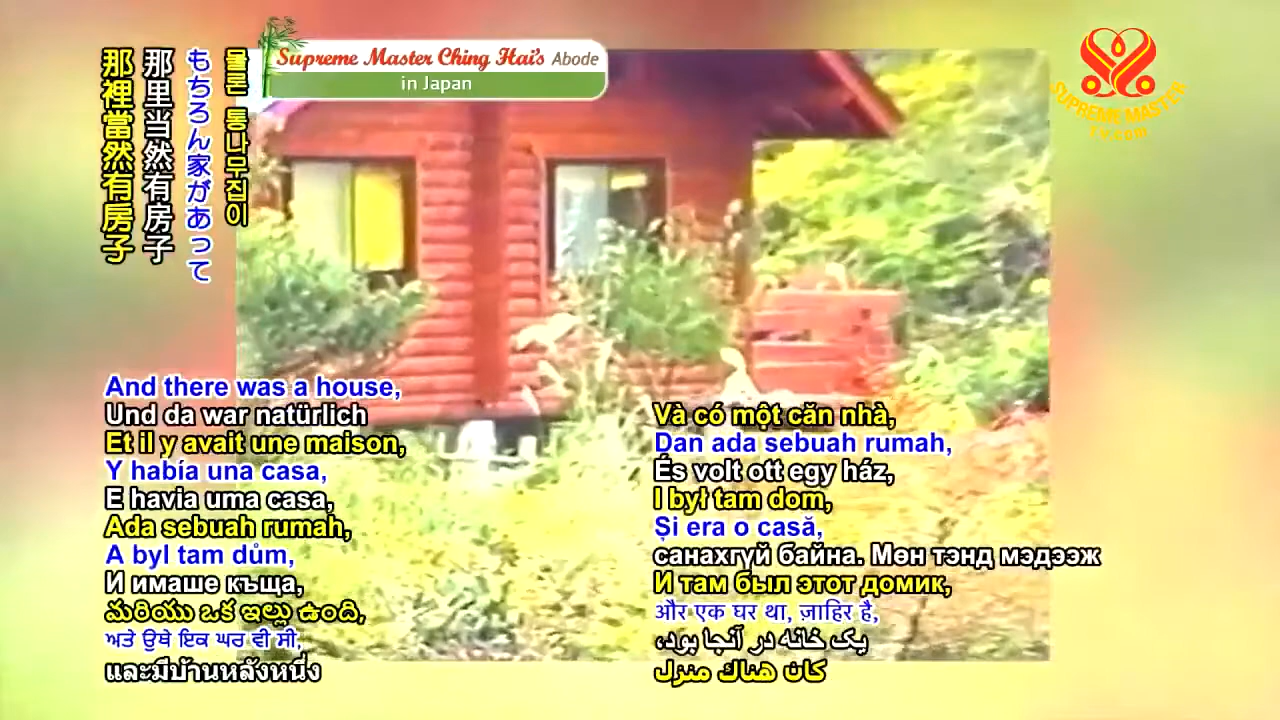 Supreme Master Ching Hai's Abode
in Japan
SUPREME MASTER
TV.com
물론 통나무집이
もちろん家があって
那里当然有房子
那裡當然有房子
And there was a house,
Und da war natürlich
Et il y avait une maison,
Y había una casa,
E havia uma casa,
Ada sebuah rumah,
A byl tam dům,
И имаше къща,
మరియు ఒక ఇల్లు ఉంది,
ਅਤੇ ਉਥੇ ਇਕ ਘਰ ਵੀ ਸੀ,
และมีบ้านหลังหนึ่ง
Và có một căn nhà,
Dan ada sebuah rumah,
És volt ott egy ház,
I był tam dom,
Și era o casă,
санахгүй байна. Мөн тэнд мэдээж
И там был этот домик,
और एक घर था, ज़ाहिर है,
یک خانه در آنجا بود،
كان هناك منزل